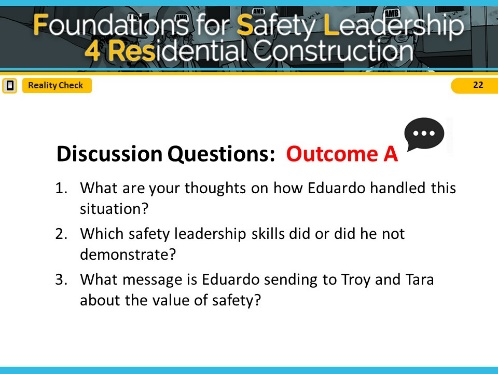 Foundations for Safety Leadership
4 Residential Construction
Reality Check
22
Discussion Questions: Outcome A
1. What are your thoughts on how Eduardo handled this
situation?
2. Which safety leadership skills did or did he not
demonstrate?
3. What message is Eduardo sending to Troy and Tara
about the value of safety?